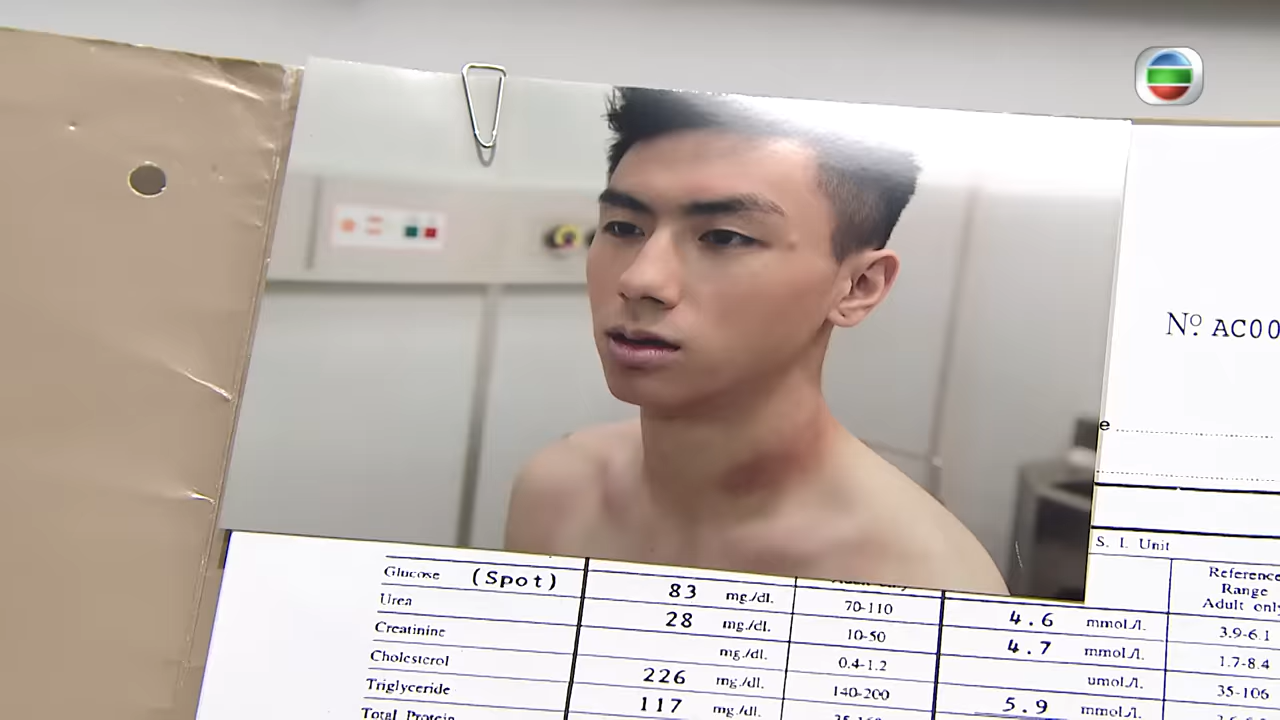 Nº AC00
e
S. I. Unit
Reference
Range
Adult only
Glucose (Spot) 83 mg./dl. 70-110 4.6 mmol./l. 3.9-6.1
Urea 28 mg./dl. 10-50 4.7 mmol./l. 1.7-8.4
Creatinine mg./dl. 0.4-1.2 umol./l. 35-106
Cholesterol 226 mg./dl. 140-200 5.9 mmol./l.
Triglyceride 117 mg./dl.
Total Protein